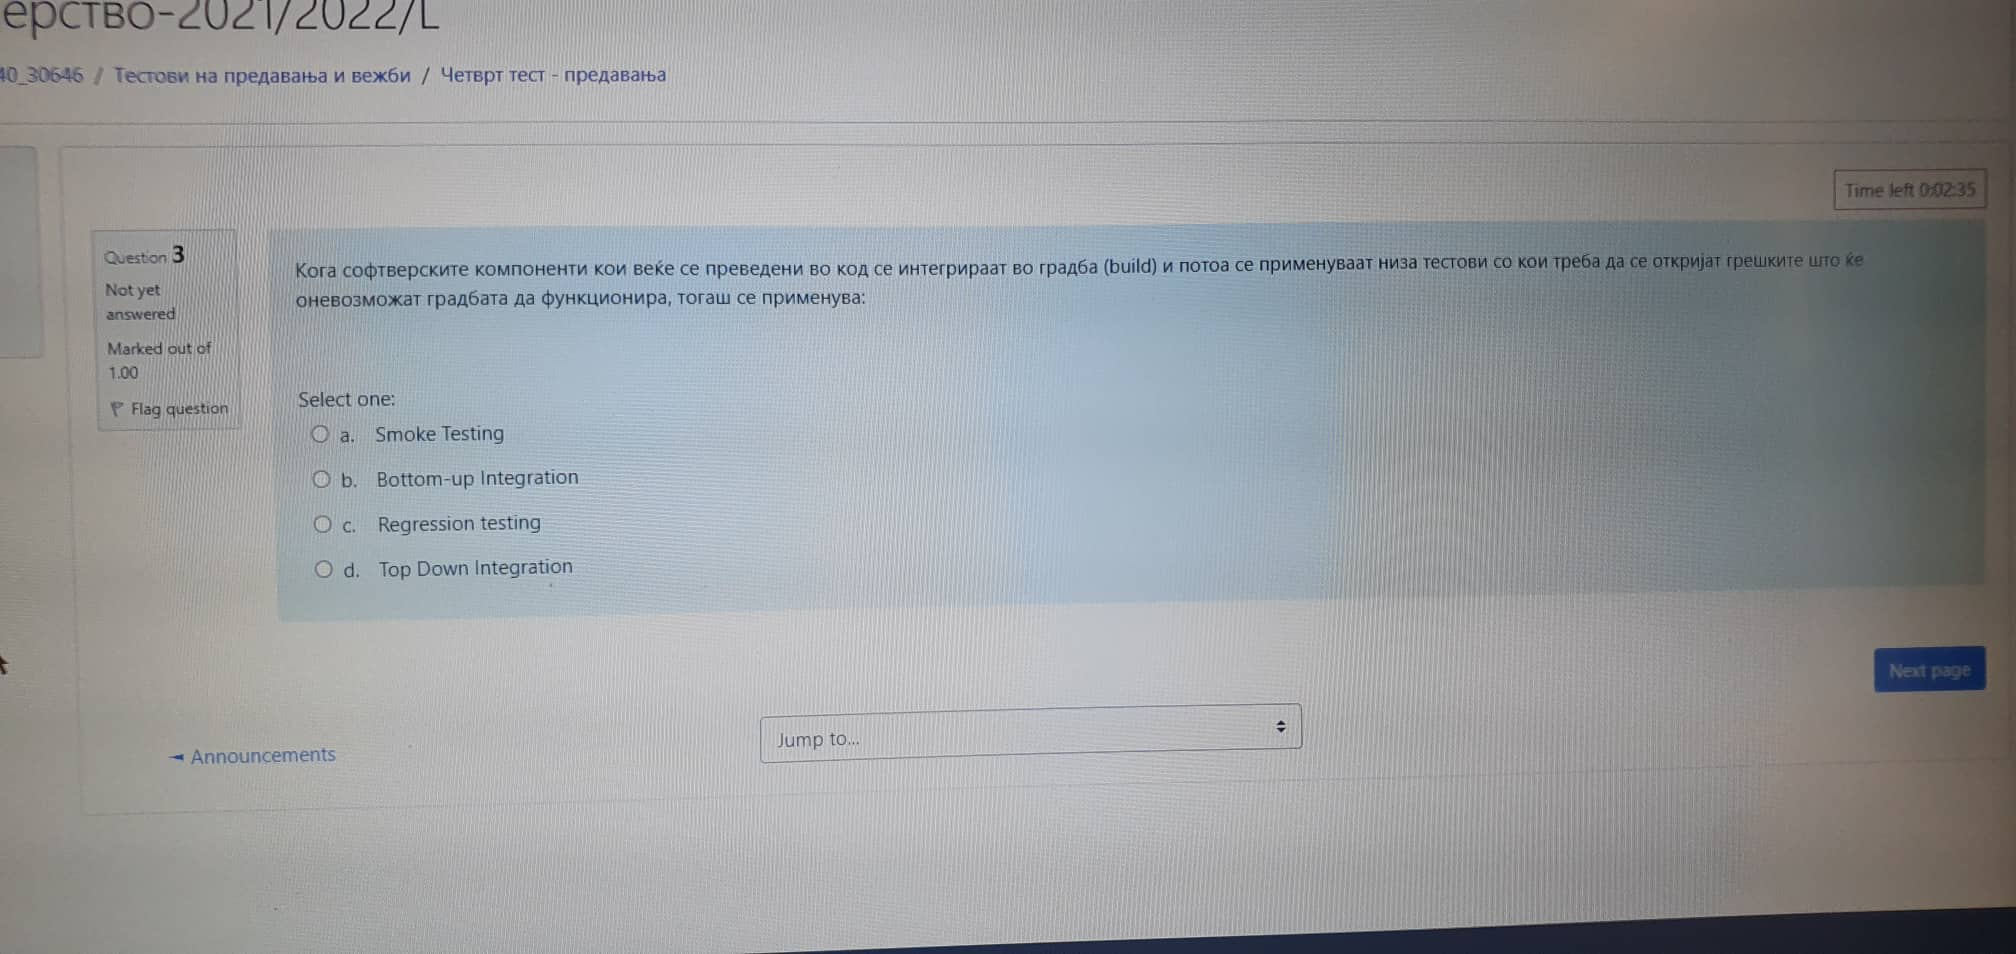 ерство-2021/2022/L
40_30646 / Тестови на предавања и вежби / Четврт тест - предавања
Time left 0:02:35
Question 3
Not yet
answered
Marked out of
1.00
Flag question
Кога софтверските компоненти кои веќе се преведени во код се интегрираат во градба (build) и потоа се применуваат низа тестови со кои треба да се откријат грешките што ќе
оневозможат градбата да функционира, тогаш се применува:
Select one:
a. Smoke Testing
b. Bottom-up Integration
c. Regression testing
d. Top Down Integration
Next page
◄ Announcements
Jump to...